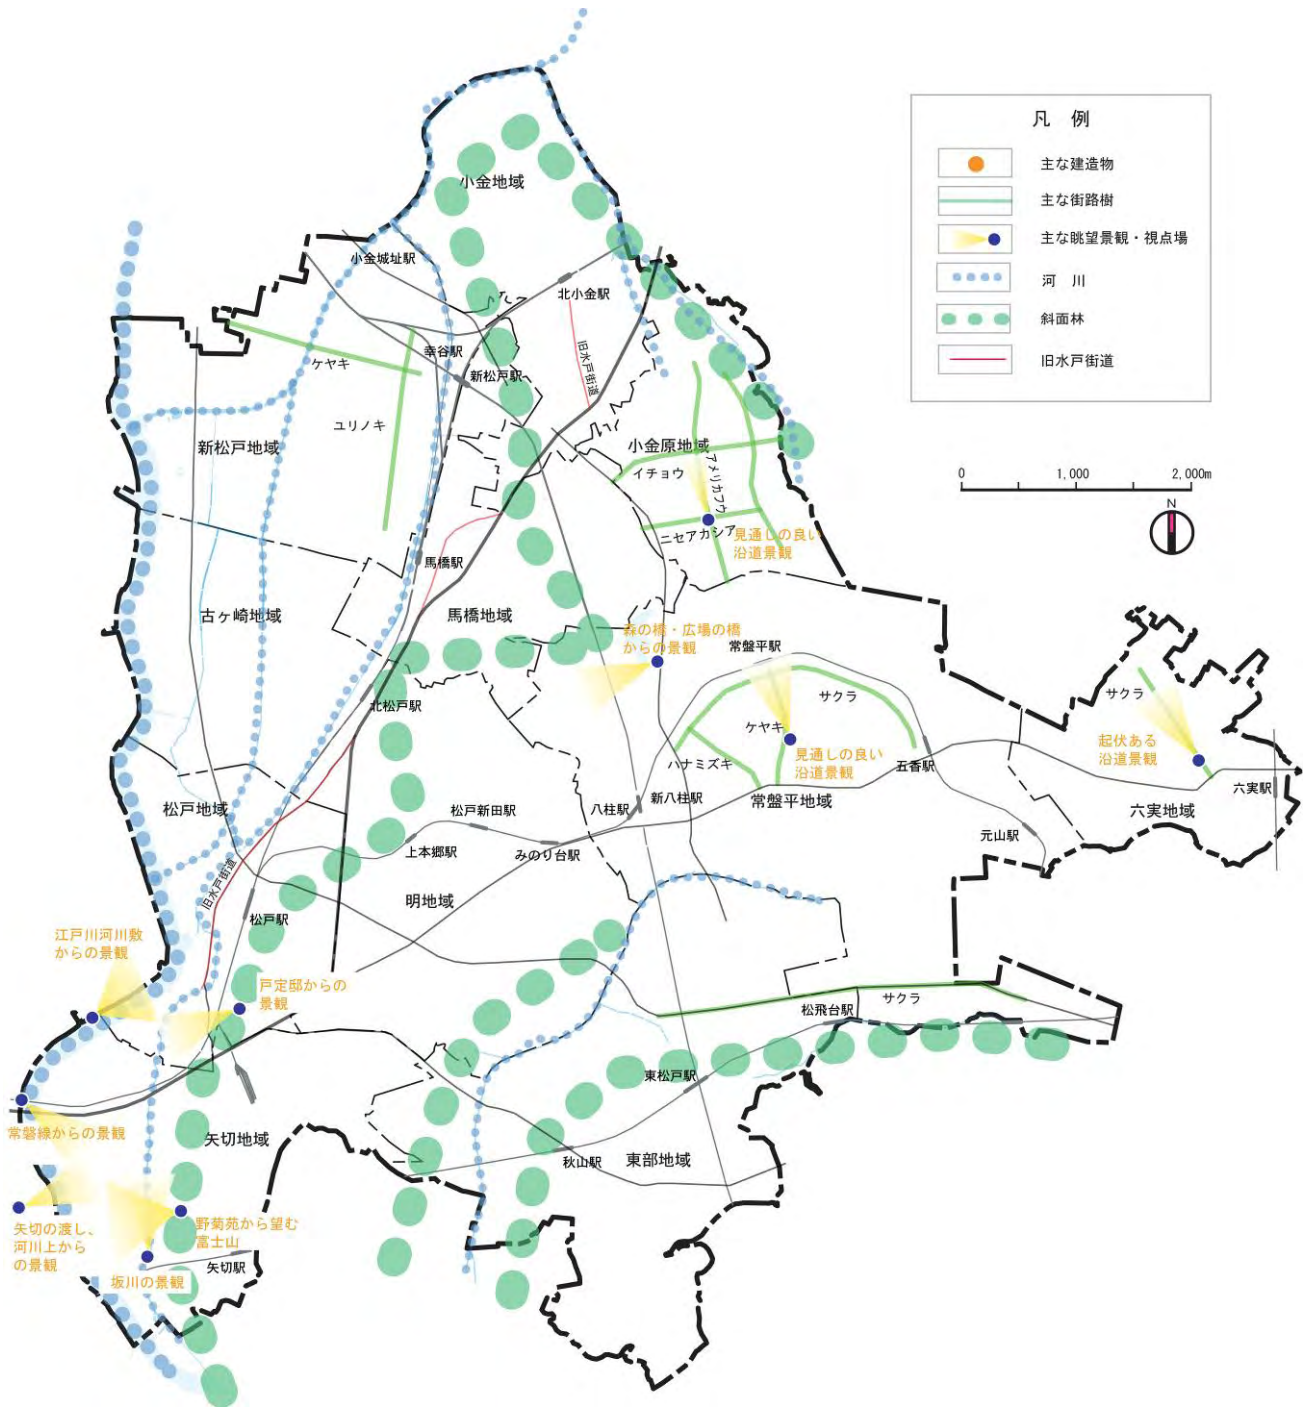 凡 例
主な建造物
主な街路樹
主な眺望景観・視点場
河 川
斜面林
旧水戸街道
0 1,000 2,000m
N
小金地域
小金城址駅
北小金駅
幸谷駅
新松戸駅
旧水戸街道
ケヤキ
ユリノキ
新松戸地域
小金原地域
イチョウ
アメリカフウ
ニセアカシア
見通しの良い
沿道景観
馬橋駅
古ヶ崎地域
馬橋地域
森の橋・広場の橋
からの景観
常盤平駅
サクラ
ケヤキ
ハナミズキ
見通しの良い
沿道景観
五香駅
サクラ
起伏ある
沿道景観
六実駅
六実地域
北松戸駅
松戸地域
松戸新田駅
八柱駅
新八柱駅
常盤平地域
元山駅
上本郷駅
みのり台駅
旧水戸街道
明地域
松戸駅
江戸川河川敷
からの景観
戸定邸からの
景観
サクラ
松飛台駅
東松戸駅
常磐線からの景観
矢切地域
秋山駅
東部地域
矢切の渡し、
河川上から
の景観
野菊苑から望む
富士山
矢切駅
坂川の景観